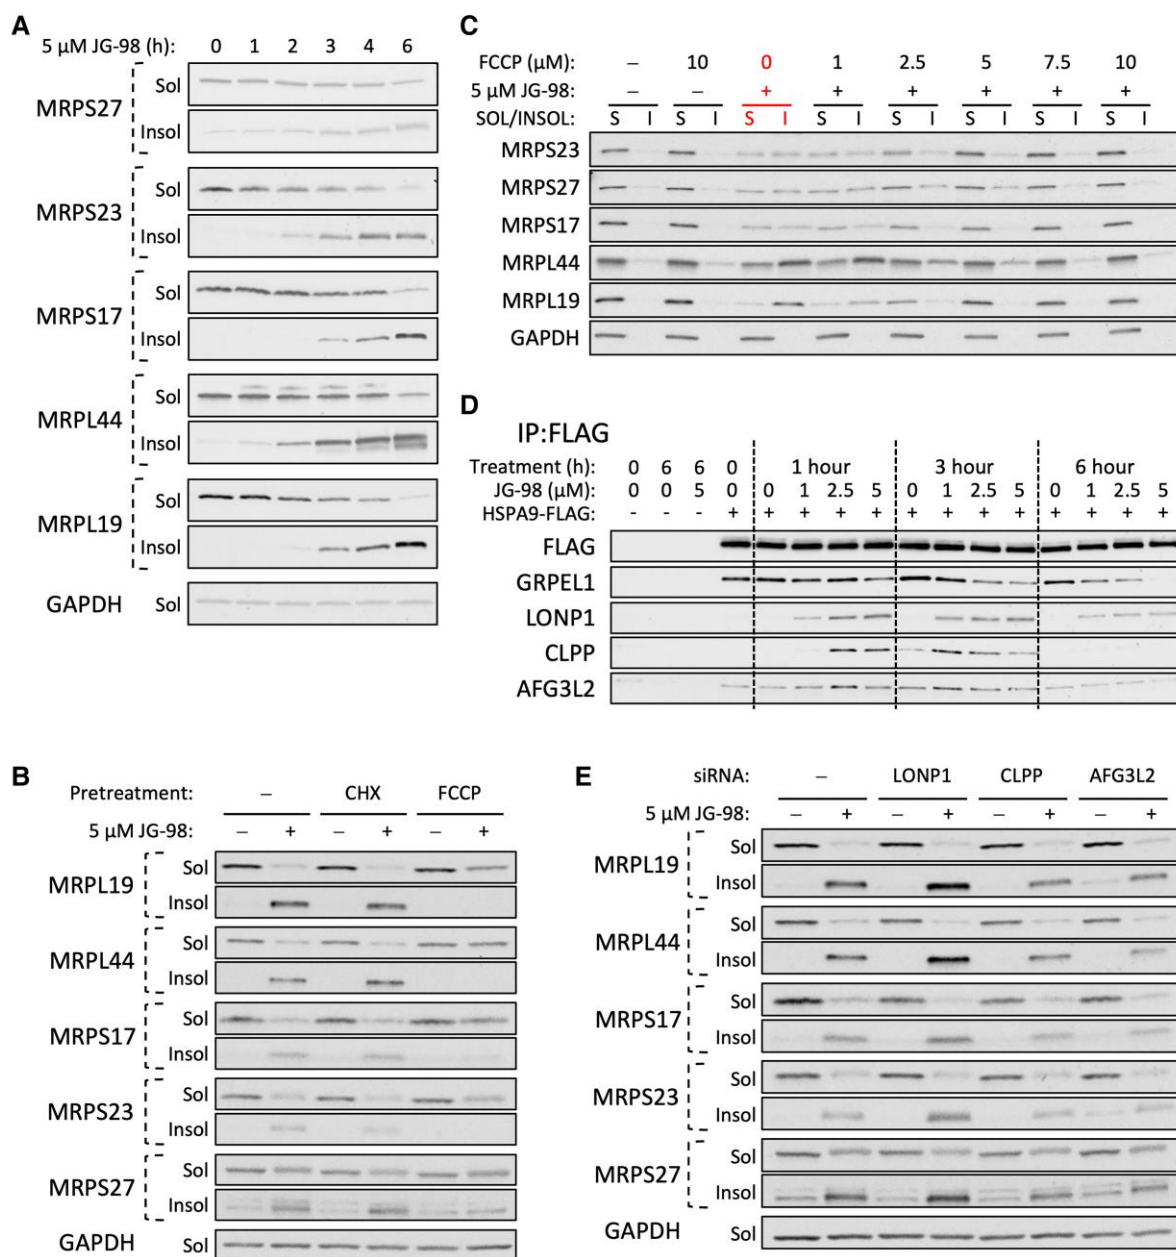 A
5 μM JG-98 (h): 0 1 2 3 4 6
MRPS27
Sol
Insol
MRPS23
Sol
Insol
MRPS17
Sol
Insol
MRPL44
Sol
Insol
MRPL19
Sol
Insol
GAPDH Sol
B
Pretreatment: – CHX FCCP
5 μM JG-98: – + – + – +
MRPL19
Sol
Insol
MRPL44
Sol
Insol
MRPS17
Sol
Insol
MRPS23
Sol
Insol
MRPS27
Sol
Insol
GAPDH Sol
C
FCCP (μM): – 10 0 1 2.5 5 7.5 10
5 μM JG-98: – – + + + + + +
SOL/INSOL: S I S I S I S I S I S I S I S I
MRPS23
MRPS27
MRPS17
MRPL44
MRPL19
GAPDH
D
IP:FLAG
Treatment (h): 0 6 6 0 1 hour 3 hour 6 hour
JG-98 (μM): 0 0 5 0 0 1 2.5 5 0 1 2.5 5 0 1 2.5 5
HSPA9-FLAG: - - - + + + + + + + + + + + + +
FLAG
GRPEL1
LONP1
CLPP
AFG3L2
E
siRNA: – LONP1 CLPP AFG3L2
5 μM JG-98: – + – + – + – +
MRPL19
Sol
Insol
MRPL44
Sol
Insol
MRPS17
Sol
Insol
MRPS23
Sol
Insol
MRPS27
Sol
Insol
GAPDH Sol